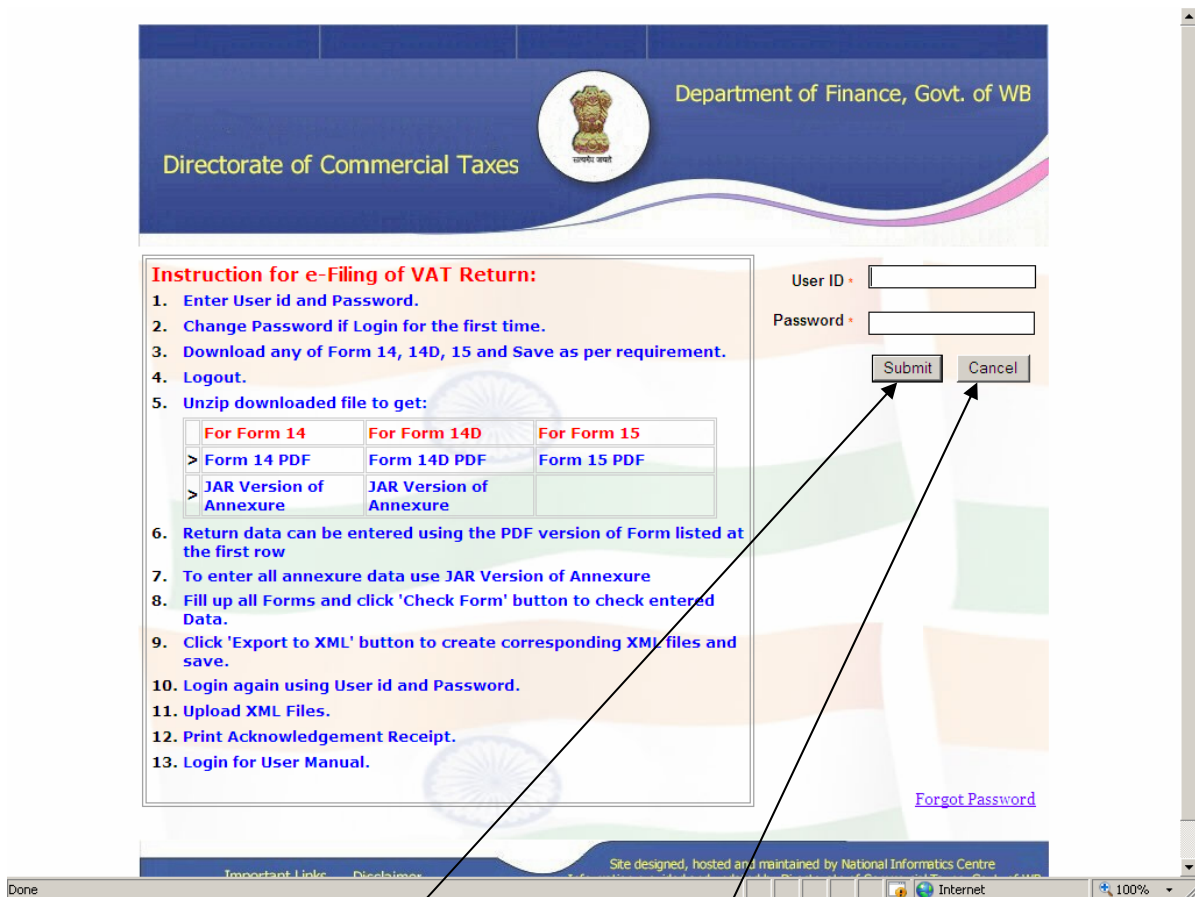 Department of Finance, Govt. of WB
सत्यमेव जयते
Directorate of Commercial Taxes
Instruction for e-Filing of VAT Return:
1. Enter User id and Password.
2. Change Password if Login for the first time.
3. Download any of Form 14, 14D, 15 and Save as per requirement.
4. Logout.
5. Unzip downloaded file to get:
For Form 14 For Form 14D For Form 15
> Form 14 PDF Form 14D PDF Form 15 PDF
> JAR Version of Annexure JAR Version of Annexure
6. Return data can be entered using the PDF version of Form listed at
the first row
7. To enter all annexure data use JAR Version of Annexure
8. Fill up all Forms and click 'Check Form' button to check entered
Data.
9. Click 'Export to XML' button to create corresponding XML files and
save.
10. Login again using User id and Password.
11. Upload XML Files.
12. Print Acknowledgement Receipt.
13. Login for User Manual.
User ID *
Password *
Submit Cancel
Forgot Password
Site designed, hosted and maintained by National Informatics Centre
Important Links Disclaimer
Done Internet 100%